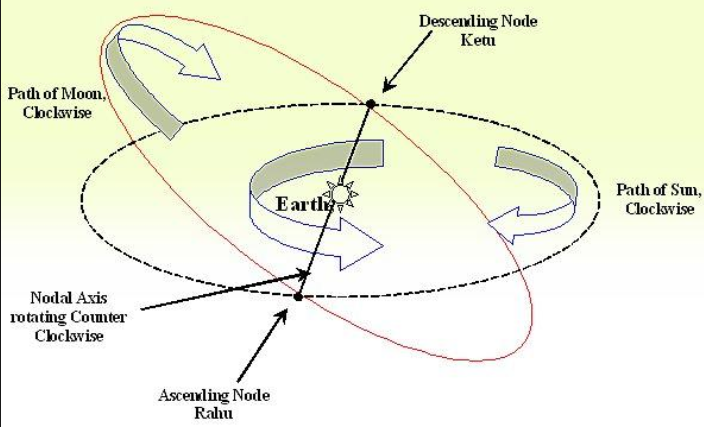 Descending Node
Ketu
Path of Moon,
Clockwise
Path of Sun,
Clockwise
Earth
Nodal Axis
rotating Counter
Clockwise
Ascending Node
Rahu